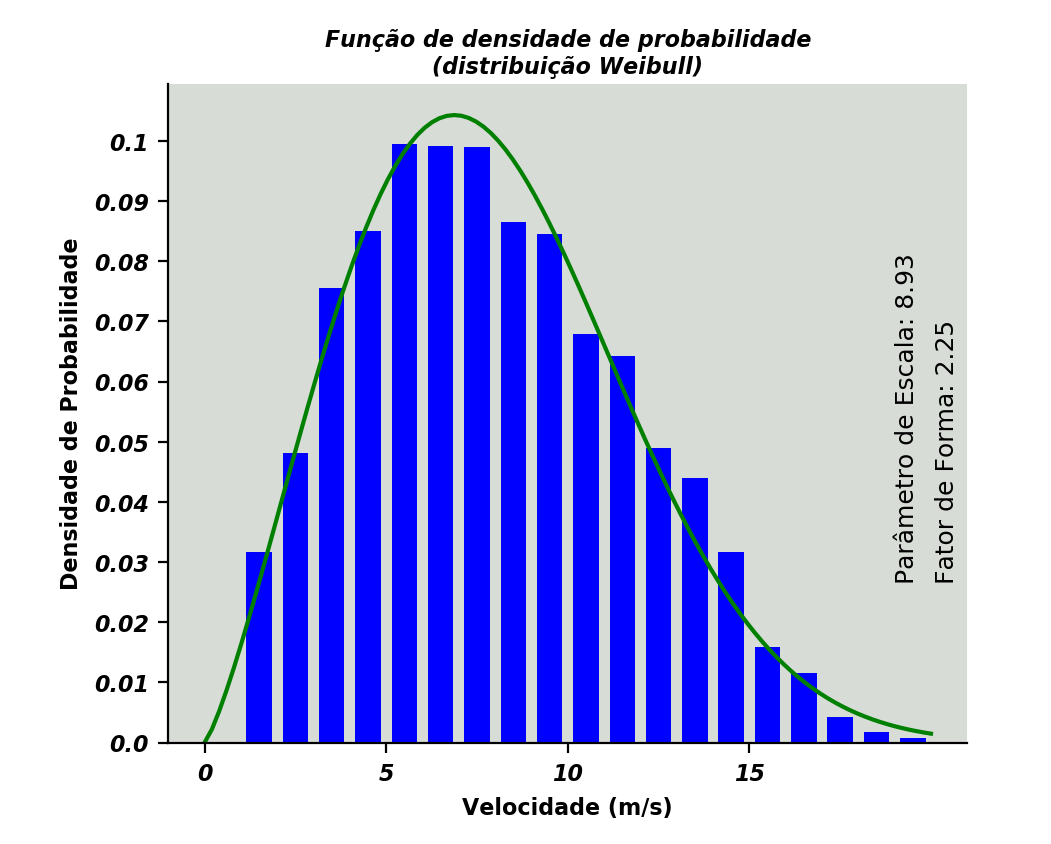 Função de densidade de probabilidade
(distribuição Weibull)
0.1
0.09
0.08
0.07
0.06
0.05
0.04
0.03
0.02
0.01
0.0
Densidade de Probabilidade
0 5 10 15
Velocidade (m/s)
Parâmetro de Escala: 8.93
Fator de Forma: 2.25